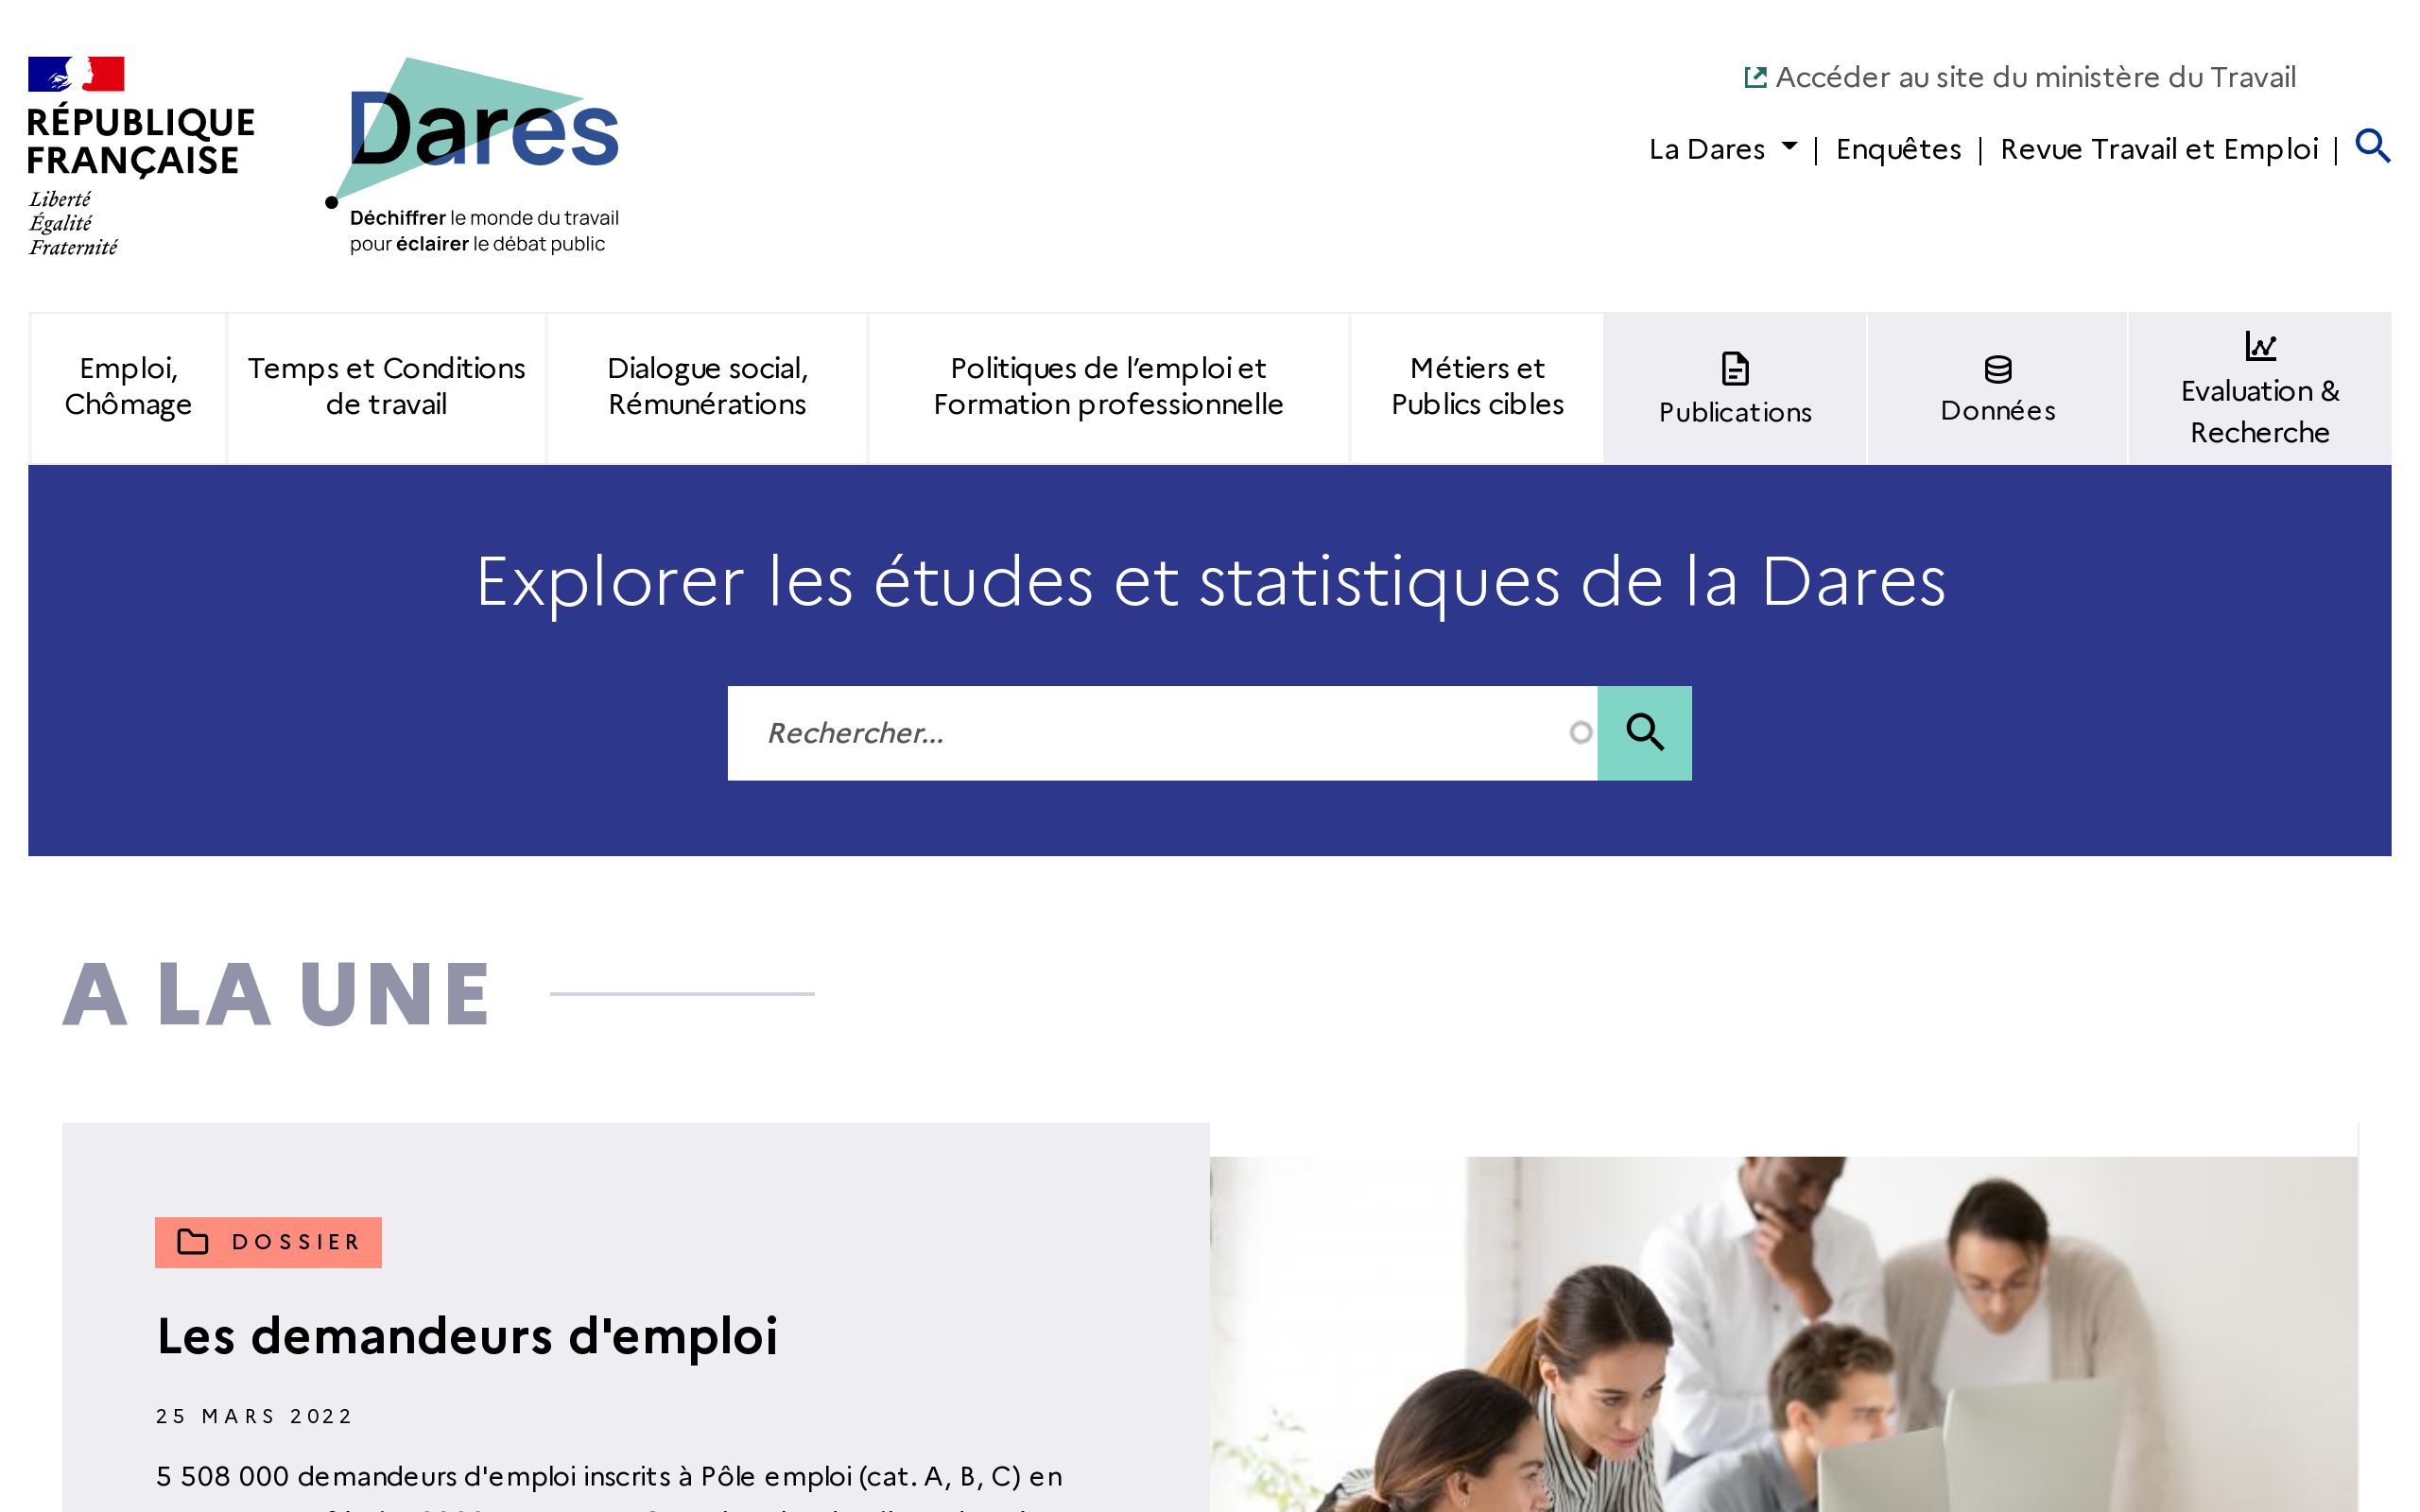 RÉPUBLIQUE
FRANÇAISE
Liberté
Égalité
Fraternité
Dares
Déchiffrer le monde du travail
pour éclairer le débat public
Accéder au site du ministère du Travail
La Dares | Enquêtes | Revue Travail et Emploi |
Emploi,
Chômage
Temps et Conditions
de travail
Dialogue social,
Rémunérations
Politiques de l’emploi et
Formation professionnelle
Métiers et
Publics cibles
Publications
Données
Evaluation &
Recherche
Explorer les études et statistiques de la Dares
Rechercher...
A LA UNE
DOSSIER
Les demandeurs d'emploi
25 MARS 2022
5 508 000 demandeurs d'emploi inscrits à Pôle emploi (cat. A, B, C) en